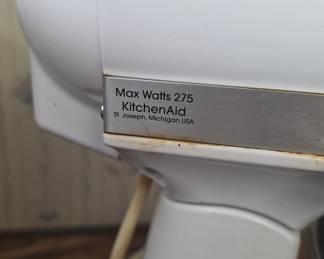 Max Watts 275
KitchenAid
St. Joseph, Michigan USA